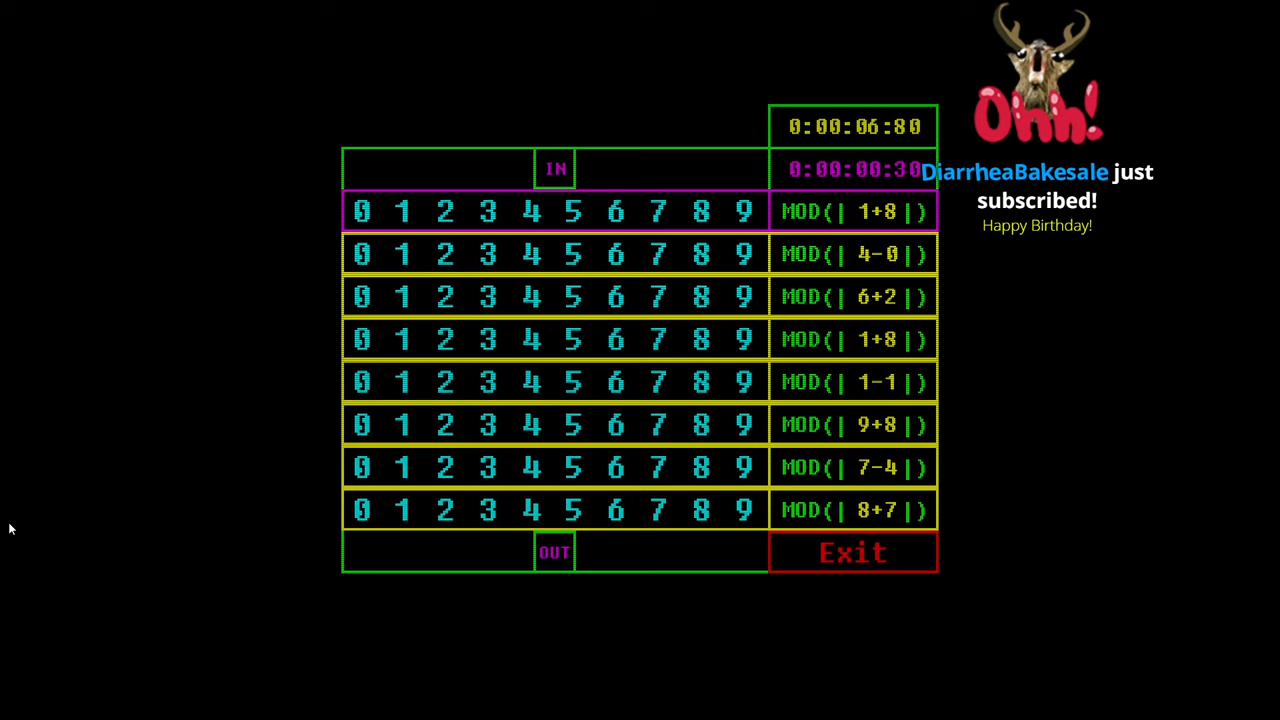 Ohh!
0:00:06:80
IN 0:00:00:30
DiarrheaBakesale just
subscribed!
Happy Birthday!
0 1 2 3 4 5 6 7 8 9 MOD(| 1+8|)
0 1 2 3 4 5 6 7 8 9 MOD(| 4-0|)
0 1 2 3 4 5 6 7 8 9 MOD(| 6+2|)
0 1 2 3 4 5 6 7 8 9 MOD(| 1+8|)
0 1 2 3 4 5 6 7 8 9 MOD(| 1-1|)
0 1 2 3 4 5 6 7 8 9 MOD(| 9+8|)
0 1 2 3 4 5 6 7 8 9 MOD(| 7-4|)
0 1 2 3 4 5 6 7 8 9 MOD(| 8+7|)
OUT Exit